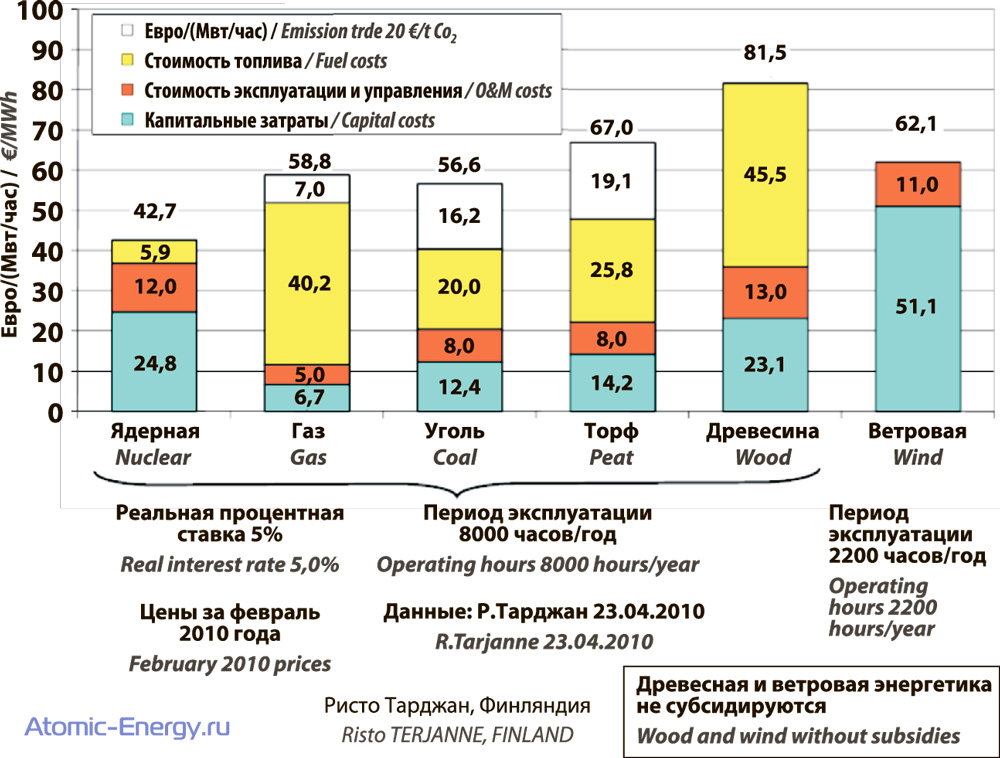 100
90
80
70
60
50
40
30
20
10
0
Евро/(Мвт/час) / €/MWh
Евро/(Мвт/час) / Emission trde 20 €/t Co₂
Стоимость топлива / Fuel costs
Стоимость эксплуатации и управления / O&M costs
Капитальные затраты / Capital costs
42,7
5,9
12,0
24,8
58,8
7,0
40,2
5,0
6,7
56,6
16,2
20,0
8,0
12,4
67,0
19,1
25,8
8,0
14,2
81,5
45,5
13,0
23,1
62,1
11,0
51,1
Ядерная
Nuclear
Газ
Gas
Уголь
Coal
Торф
Peat
Древесина
Wood
Ветровая
Wind
Реальная процентная
ставка 5%
Real interest rate 5,0%
Период эксплуатации
8000 часов/год
Operating hours 8000 hours/year
Период
эксплуатации
2200 часов/год
Operating
hours 2200
hours/year
Цены за февраль
2010 года
February 2010 prices
Данные: Р.Тарджан 23.04.2010
R.Tarjanne 23.04.2010
Ристо Тарджан, Финляндия
Risto TERJANNE, FINLAND
Древесная и ветровая энергетика
не субсидируются
Wood and wind without subsidies
Atomic-Energy.ru